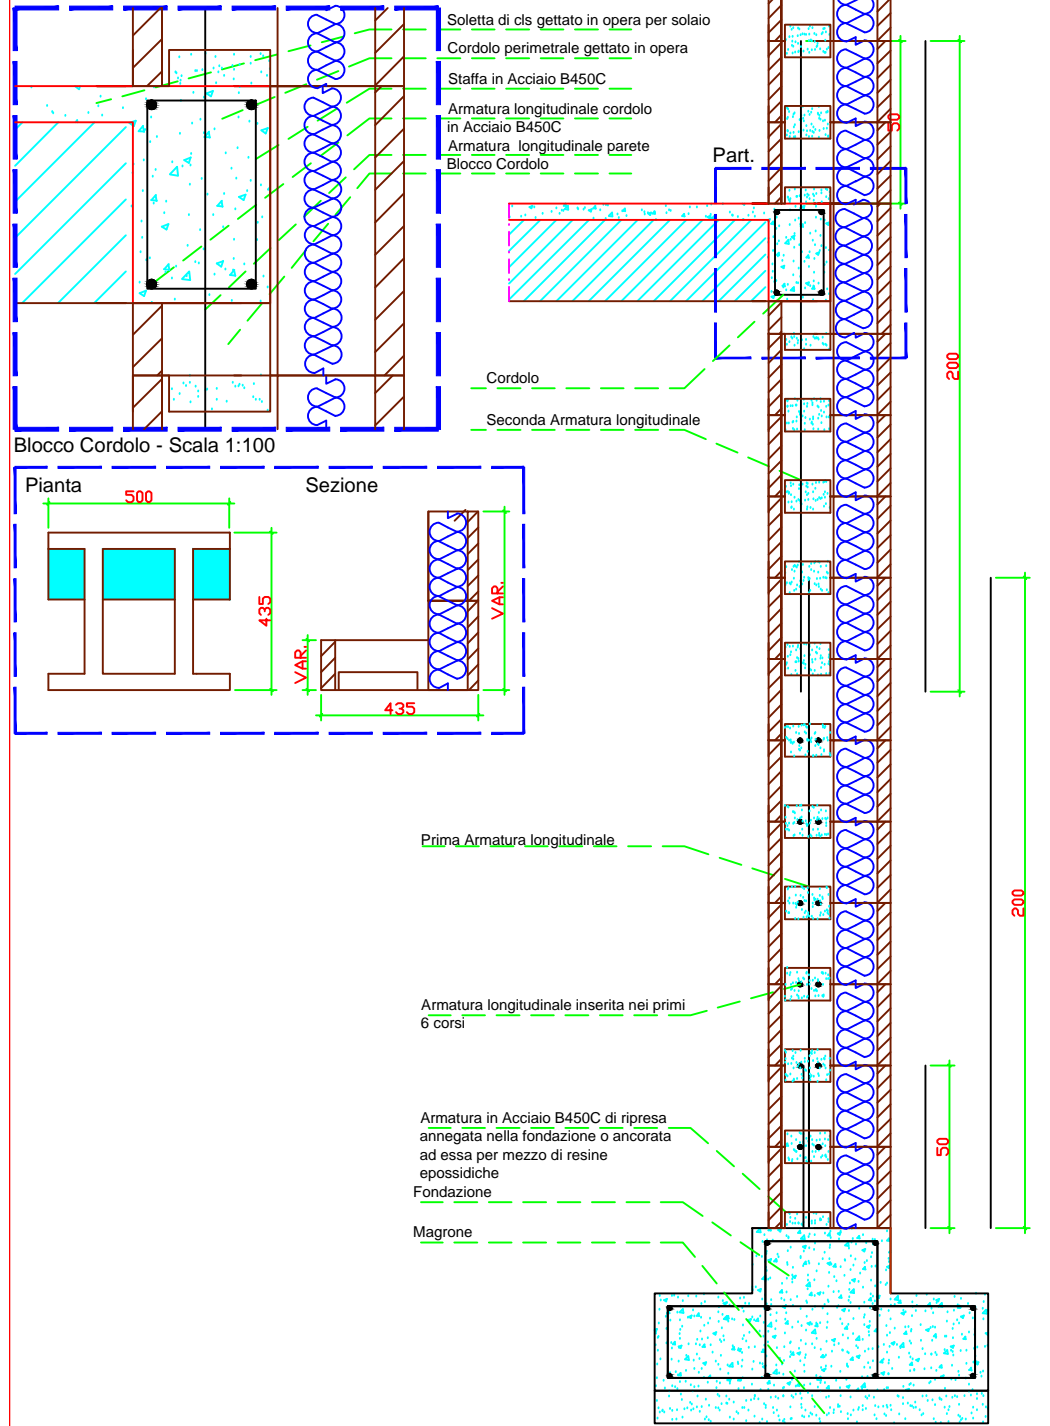 Soletta di cls gettato in opera per solaio
Cordolo perimetrale gettato in opera
Staffa in Acciaio B450C
Armatura longitudinale cordolo
in Acciaio B450C
Armatura longitudinale parete
Blocco Cordolo
Part.
50
200
Cordolo
Seconda Armatura longitudinale
Blocco Cordolo - Scala 1:100
Pianta
Sezione
500
435
VAR.
VAR.
435
Prima Armatura longitudinale
200
Armatura longitudinale inserita nei primi
6 corsi
Armatura in Acciaio B450C di ripresa
annegata nella fondazione o ancorata
ad essa per mezzo di resine
epossidiche
50
Fondazione
Magrone